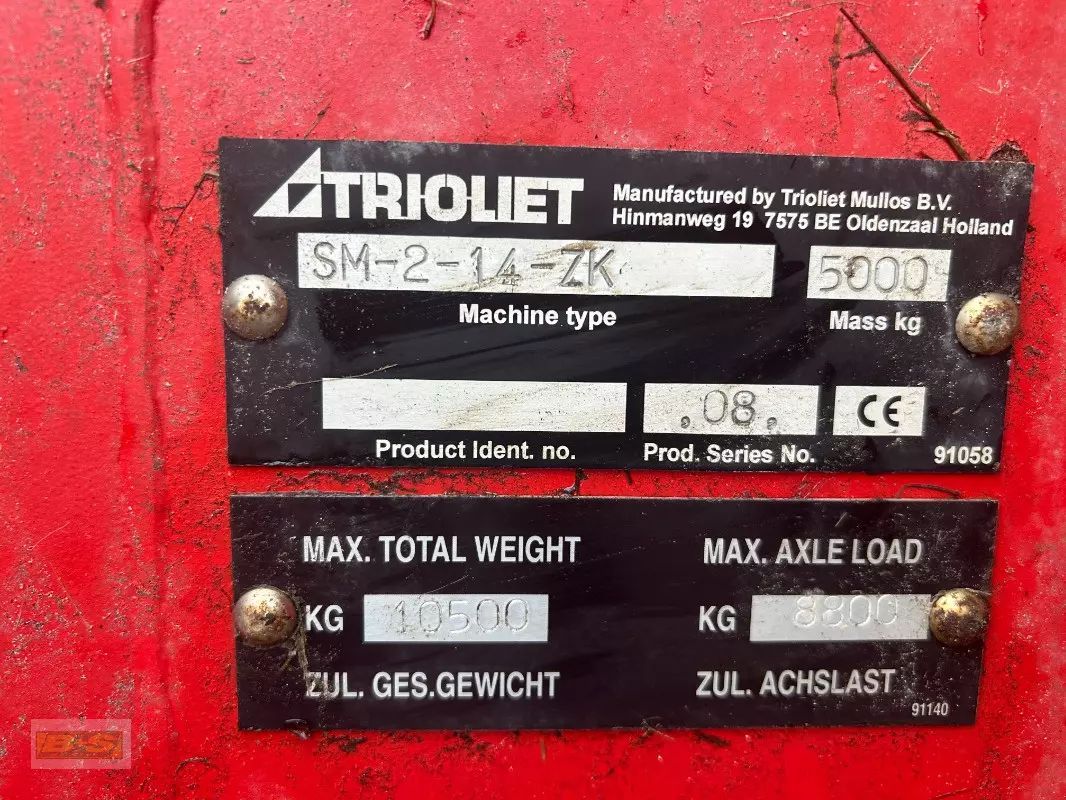 TRIOLIET
Manufactured by Trioliet Mullos B.V.
Hinmanweg 19 7575 BE Oldenzaal Holland
SM-2-14-ZK
5000
Machine type
Mass kg
.08.
CE
Product Ident. no.
Prod. Series No.
91058
MAX. TOTAL WEIGHT
MAX. AXLE LOAD
KG 10500
KG 8800
ZUL. GES.GEWICHT
ZUL. ACHSLAST
91140
B+S